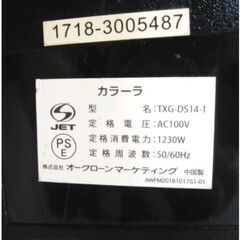 1718-3005487
カラーラ
JET
PS
E
型 名:TXG-DS14-1
定 格 電 圧:AC100V
定格消費電力:1230W
定 格 周 波 数:50/60Hz
株式会社 オークローンマーケティング 中国製
AWFM20161017S1-01